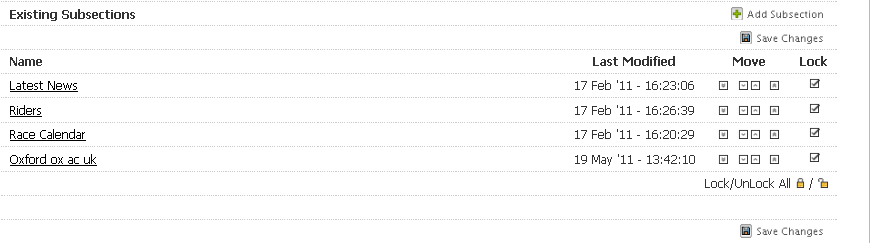 Existing Subsections Add Subsection
Save Changes
Name Last Modified Move Lock
Latest News 17 Feb '11 - 16:23:06
Riders 17 Feb '11 - 16:26:39
Race Calendar 17 Feb '11 - 16:20:29
Oxford ox ac uk 19 May '11 - 13:42:10
Lock/UnLock All /
Save Changes